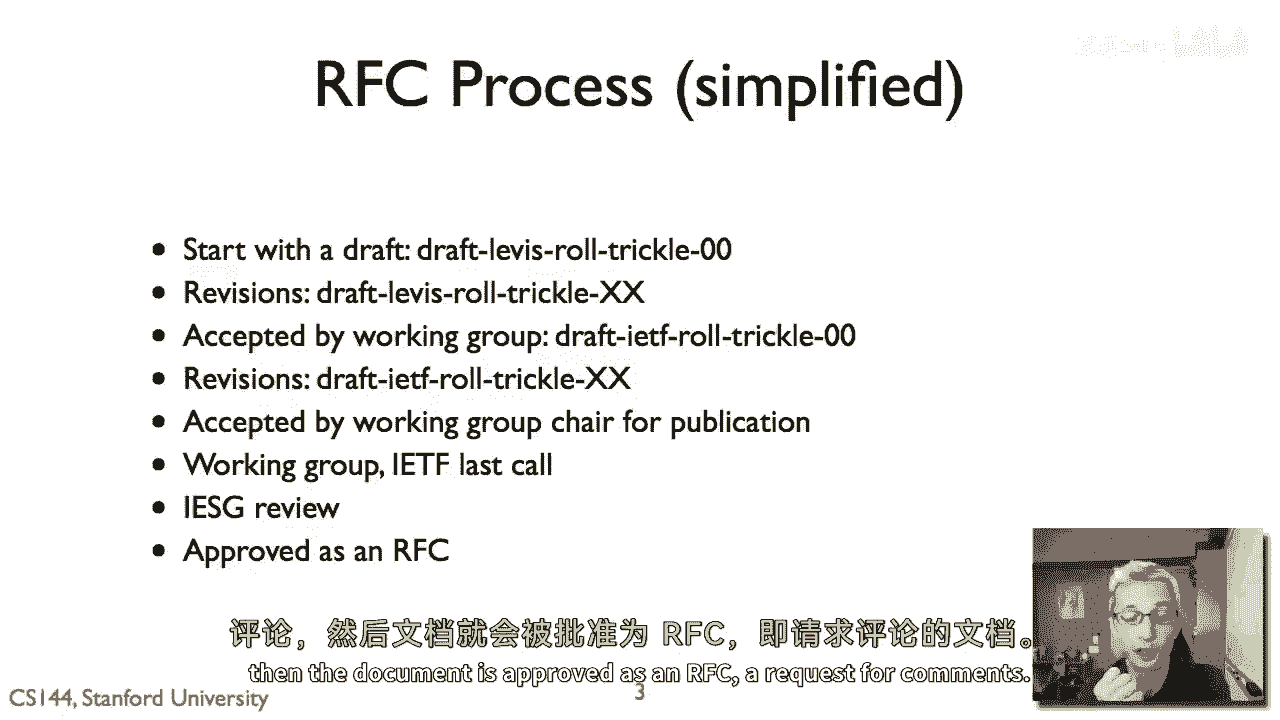 RFC Process (simplified)
• Start with a draft: draft-levis-roll-trickle-00
• Revisions: draft-levis-roll-trickle-XX
• Accepted by working group: draft-ietf-roll-trickle-00
• Revisions: draft-ietf-roll-trickle-XX
• Accepted by working group chair for publication
• Working group, IETF last call
• IESG review
• Approved as an RFC
评论，然后文档就会被批准为 RFC，即请求评论的文档。
then the document is approved as an RFC, a request for comments.
CS144, Stanford University
3